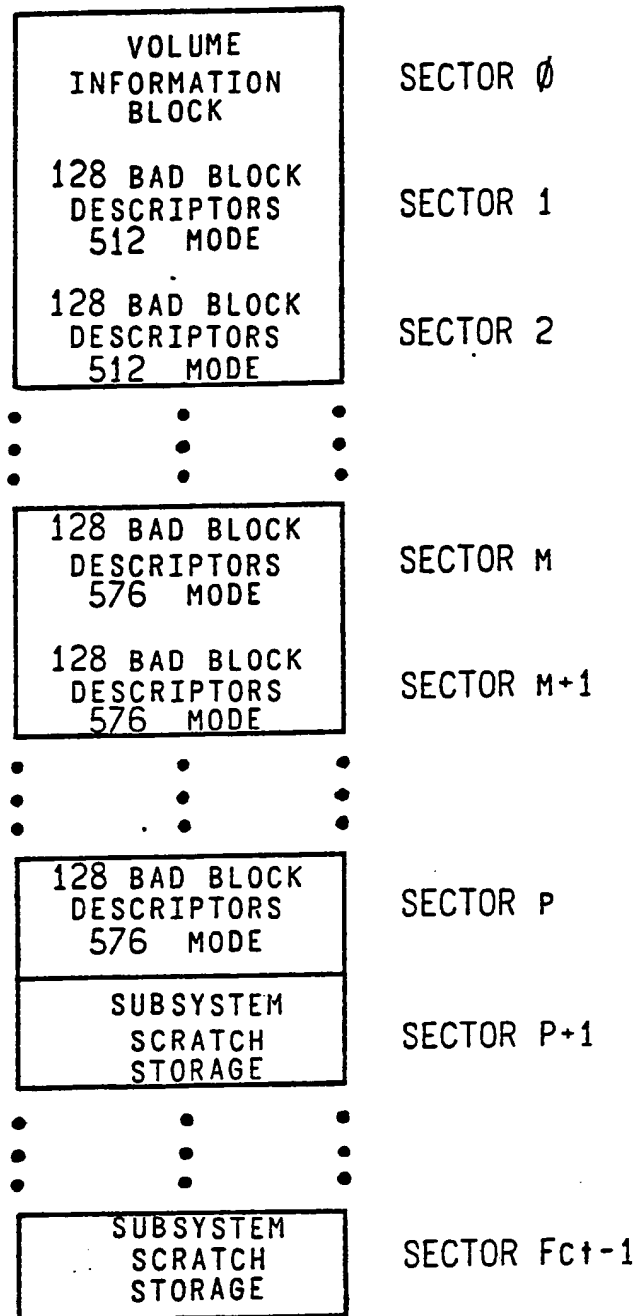 VOLUME
INFORMATION
BLOCK
SECTOR Ø
128 BAD BLOCK
DESCRIPTORS
512 MODE
SECTOR 1
128 BAD BLOCK
DESCRIPTORS
512 MODE
SECTOR 2
128 BAD BLOCK
DESCRIPTORS
576 MODE
SECTOR M
128 BAD BLOCK
DESCRIPTORS
576 MODE
SECTOR M+1
128 BAD BLOCK
DESCRIPTORS
576 MODE
SECTOR P
SUBSYSTEM
SCRATCH
STORAGE
SECTOR P+1
SUBSYSTEM
SCRATCH
STORAGE
SECTOR Fct-1